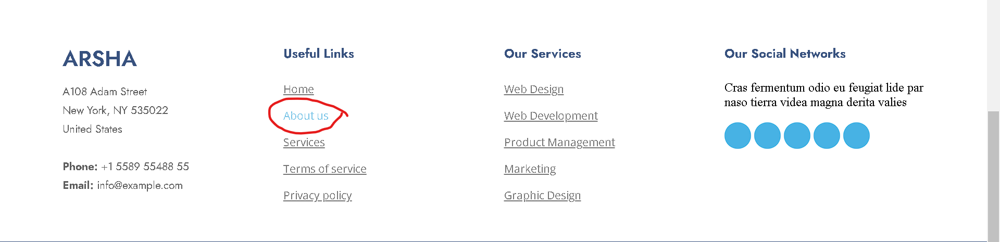 ARSHA
A108 Adam Street
New York, NY 535022
United States
Phone: +1 5589 55488 55
Email: info@example.com
Useful Links
Home
About us
Services
Terms of service
Privacy policy
Our Services
Web Design
Web Development
Product Management
Marketing
Graphic Design
Our Social Networks
Cras fermentum odio eu feugiat lide par
naso tierra videa magna derita valies